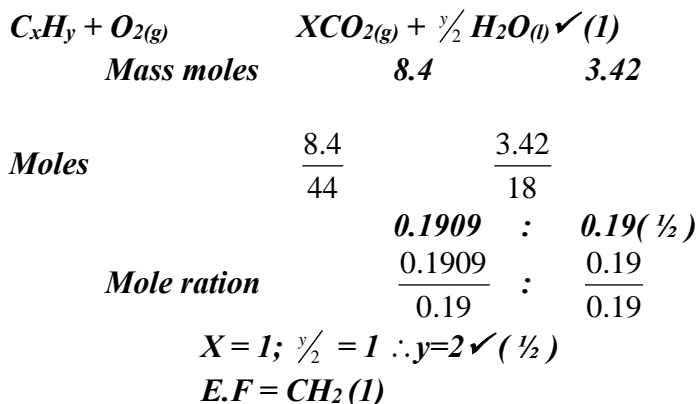 CxHy + O2(g) XCO2(g) + y/2 H2O(l) ✓ (1)
Mass moles 8.4 3.42
Moles 8.4/44 3.42/18
0.1909 : 0.19( ½ )
Mole ration 0.1909/0.19 : 0.19/0.19
X = 1; y/2 = 1 ∴y=2 ✓ ( ½ )
E.F = CH2 (1)